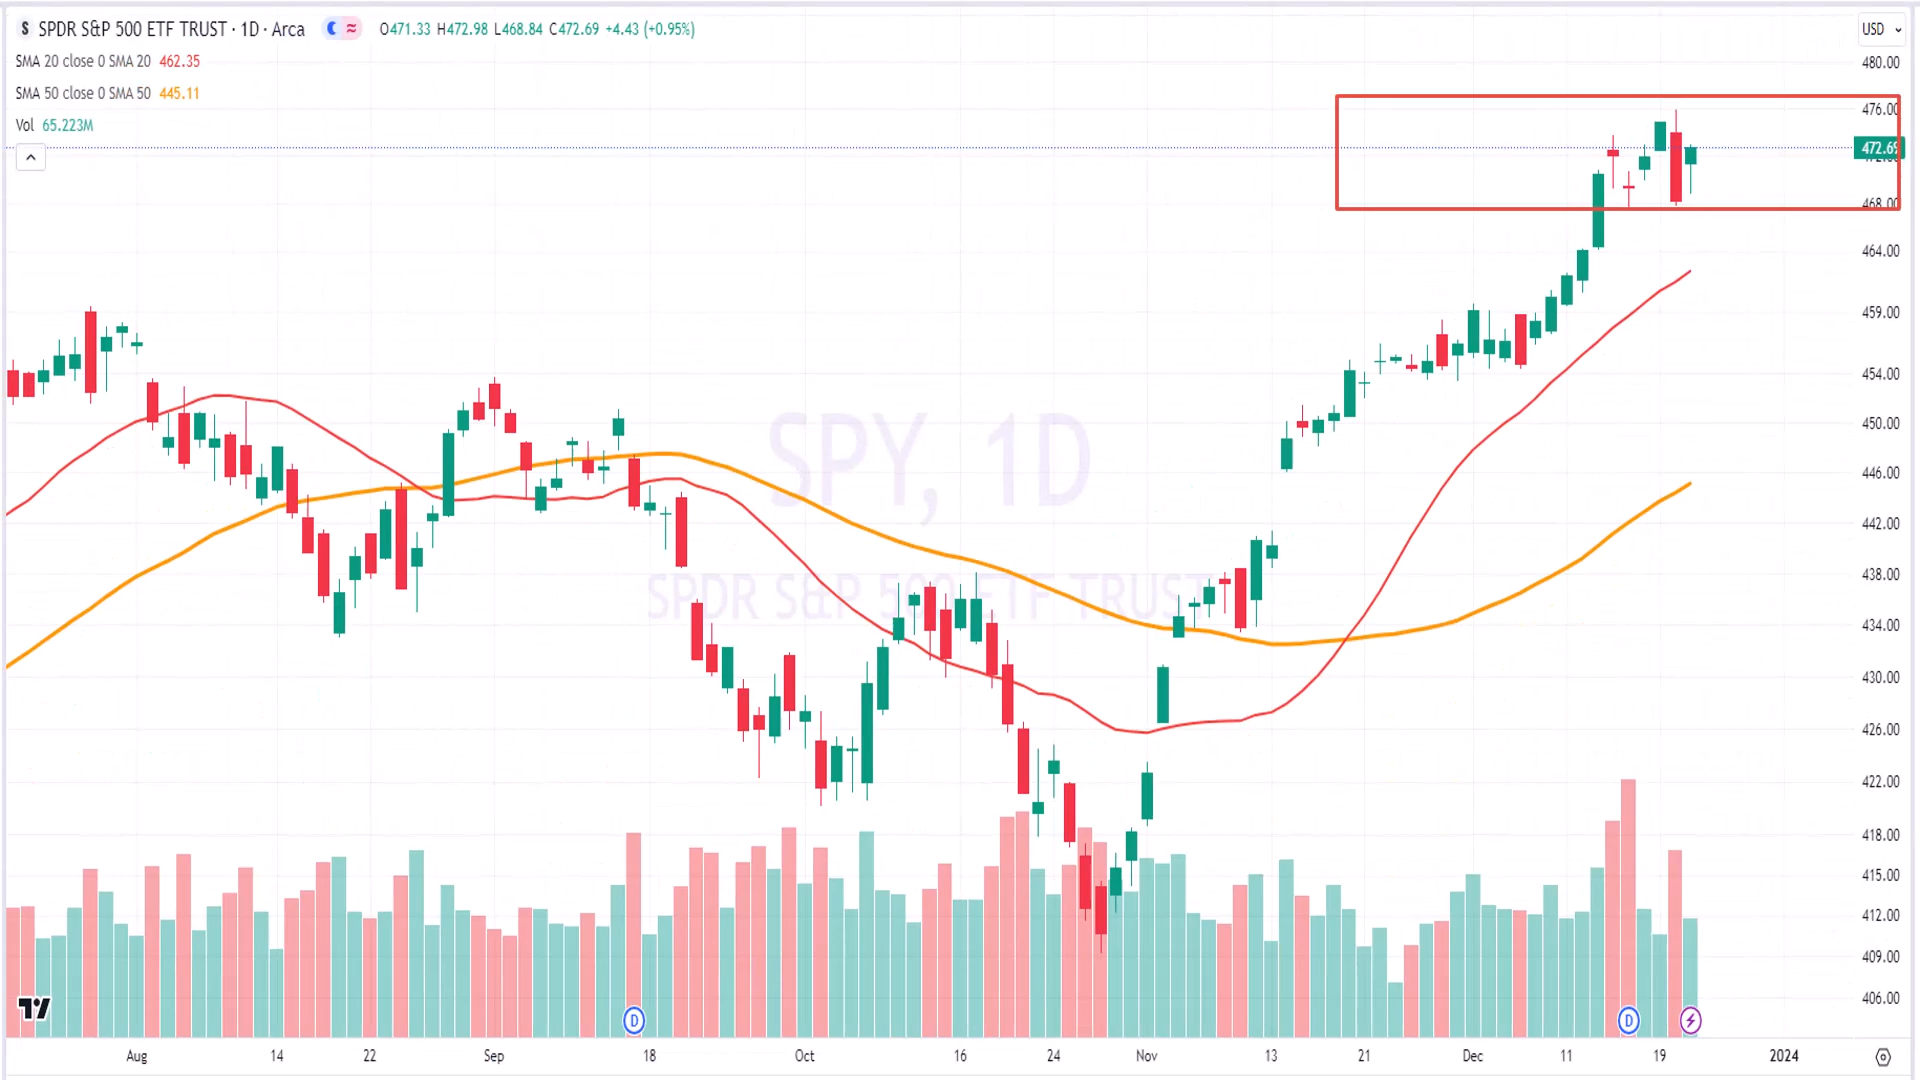 S SPDR S&P 500 ETF TRUST · 1D · Arca ≈ O471.33 H472.98 L468.84 C472.69 +4.43 (+0.95%)
USD
SMA 20 close 0 SMA 20 462.35
SMA 50 close 0 SMA 50 445.11
Vol 65.223M
480.00
476.00
472.69
468.00
464.00
459.00
454.00
450.00
446.00
442.00
438.00
434.00
430.00
426.00
422.00
418.00
415.00
412.00
409.00
406.00
SPY, 1D
SPDR S&P 500 ETF TRUST
D
D
Aug 14 22 Sep 18 Oct 16 24 Nov 13 21 Dec 11 19 2024